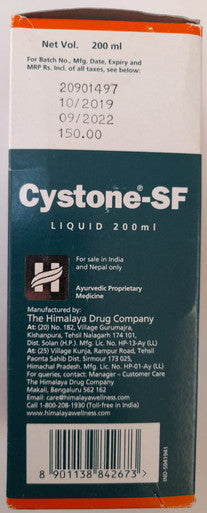 Net Vol. 200 ml
For Batch No., Mfg. Date, Expiry and
MRP Rs. Incl. of all taxes, see below:
20901497
10/2019
09/2022
150.00
Cystone®-SF
LIQUID 200ml
For sale in India
and Nepal only
Ayurvedic Proprietary
Medicine
Manufactured by:
The Himalaya Drug Company
At: (20) No. 182, Village Gurumajra,
Kishanpura, Tehsil Nalagarh 174 101,
Dist. Solan (H.P.) Mfg. Lic. No. HP-13-Ay (LL)
At: (25) Village Kunja, Rampur Road, Tehsil
Paonta Sahib Dist. Sirmour 173 025,
Himachal Pradesh. Mfg. Lic. No. HP-01-Ay (LL)
For queries, contact: Manager – Customer Care
The Himalaya Drug Company
Makali, Bengaluru 562 162
Email: care@himalayawellness.com
Call 1-800-208-1930 (Toll-free in India)
www.himalayawellness.com
8 901138 842673 >
IND-5081941